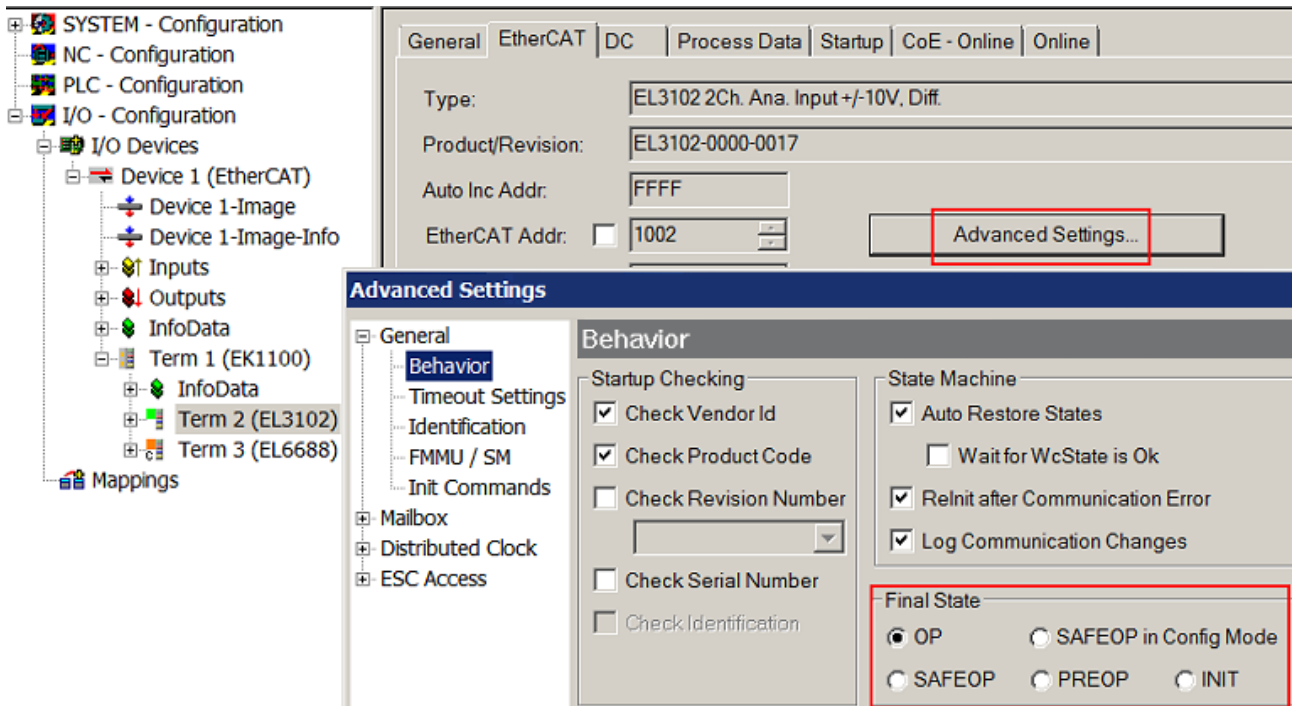 SYSTEM - Configuration
NC - Configuration
PLC - Configuration
I/O - Configuration
I/O Devices
Device 1 (EtherCAT)
Device 1-Image
Device 1-Image-Info
Inputs
Outputs
InfoData
Term 1 (EK1100)
InfoData
Term 2 (EL3102)
Term 3 (EL6688)
Mappings
General EtherCAT DC Process Data Startup CoE - Online Online
Type: EL3102 2Ch. Ana. Input +/-10V, Diff.
Product/Revision: EL3102-0000-0017
Auto Inc Addr: FFFF
EtherCAT Addr: 1002 Advanced Settings...
Advanced Settings
General
Behavior
Timeout Settings
Identification
FMMU / SM
Init Commands
Mailbox
Distributed Clock
ESC Access
Behavior
Startup Checking
Check Vendor Id
Check Product Code
Check Revision Number
Check Serial Number
Check Identification
State Machine
Auto Restore States
Wait for WcState is Ok
ReInit after Communication Error
Log Communication Changes
Final State
OP SAFEOP in Config Mode
SAFEOP PREOP INIT